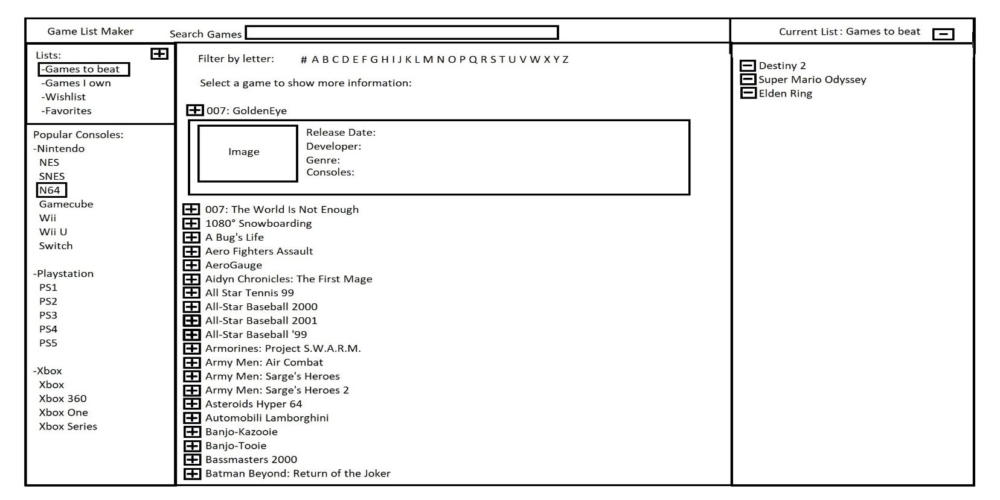 Game List Maker
Search Games
Current List: Games to beat
Lists:
-Games to beat
-Games I own
-Wishlist
-Favorites
Popular Consoles:
-Nintendo
NES
SNES
N64
Gamecube
Wii
Wii U
Switch
-Playstation
PS1
PS2
PS3
PS4
PS5
-Xbox
Xbox
Xbox 360
Xbox One
Xbox Series
Filter by letter: # A B C D E F G H I J K L M N O P Q R S T U V W X Y Z
Select a game to show more information:
007: GoldenEye
Image
Release Date:
Developer:
Genre:
Consoles:
007: The World Is Not Enough
1080° Snowboarding
A Bug's Life
Aero Fighters Assault
AeroGauge
Aidyn Chronicles: The First Mage
All Star Tennis 99
All-Star Baseball 2000
All-Star Baseball 2001
All-Star Baseball '99
Armorines: Project S.W.A.R.M.
Army Men: Air Combat
Army Men: Sarge's Heroes
Army Men: Sarge's Heroes 2
Asteroids Hyper 64
Automobili Lamborghini
Banjo-Kazooie
Banjo-Tooie
Bassmasters 2000
Batman Beyond: Return of the Joker
Destiny 2
Super Mario Odyssey
Elden Ring